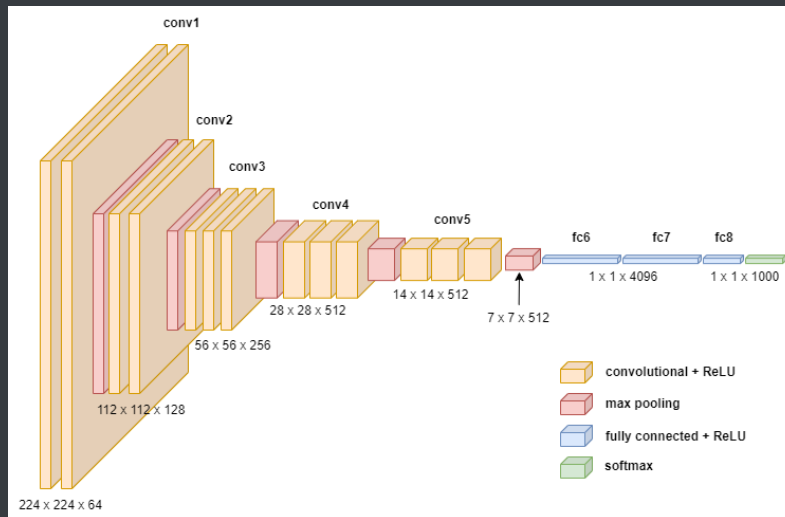 conv1
conv2
conv3
conv4
conv5
fc6
fc7
fc8
1 x 1 x 4096
1 x 1 x 1000
7 x 7 x 512
14 x 14 x 512
28 x 28 x 512
56 x 56 x 256
112 x 112 x 128
224 x 224 x 64
convolutional + ReLU
max pooling
fully connected + ReLU
softmax